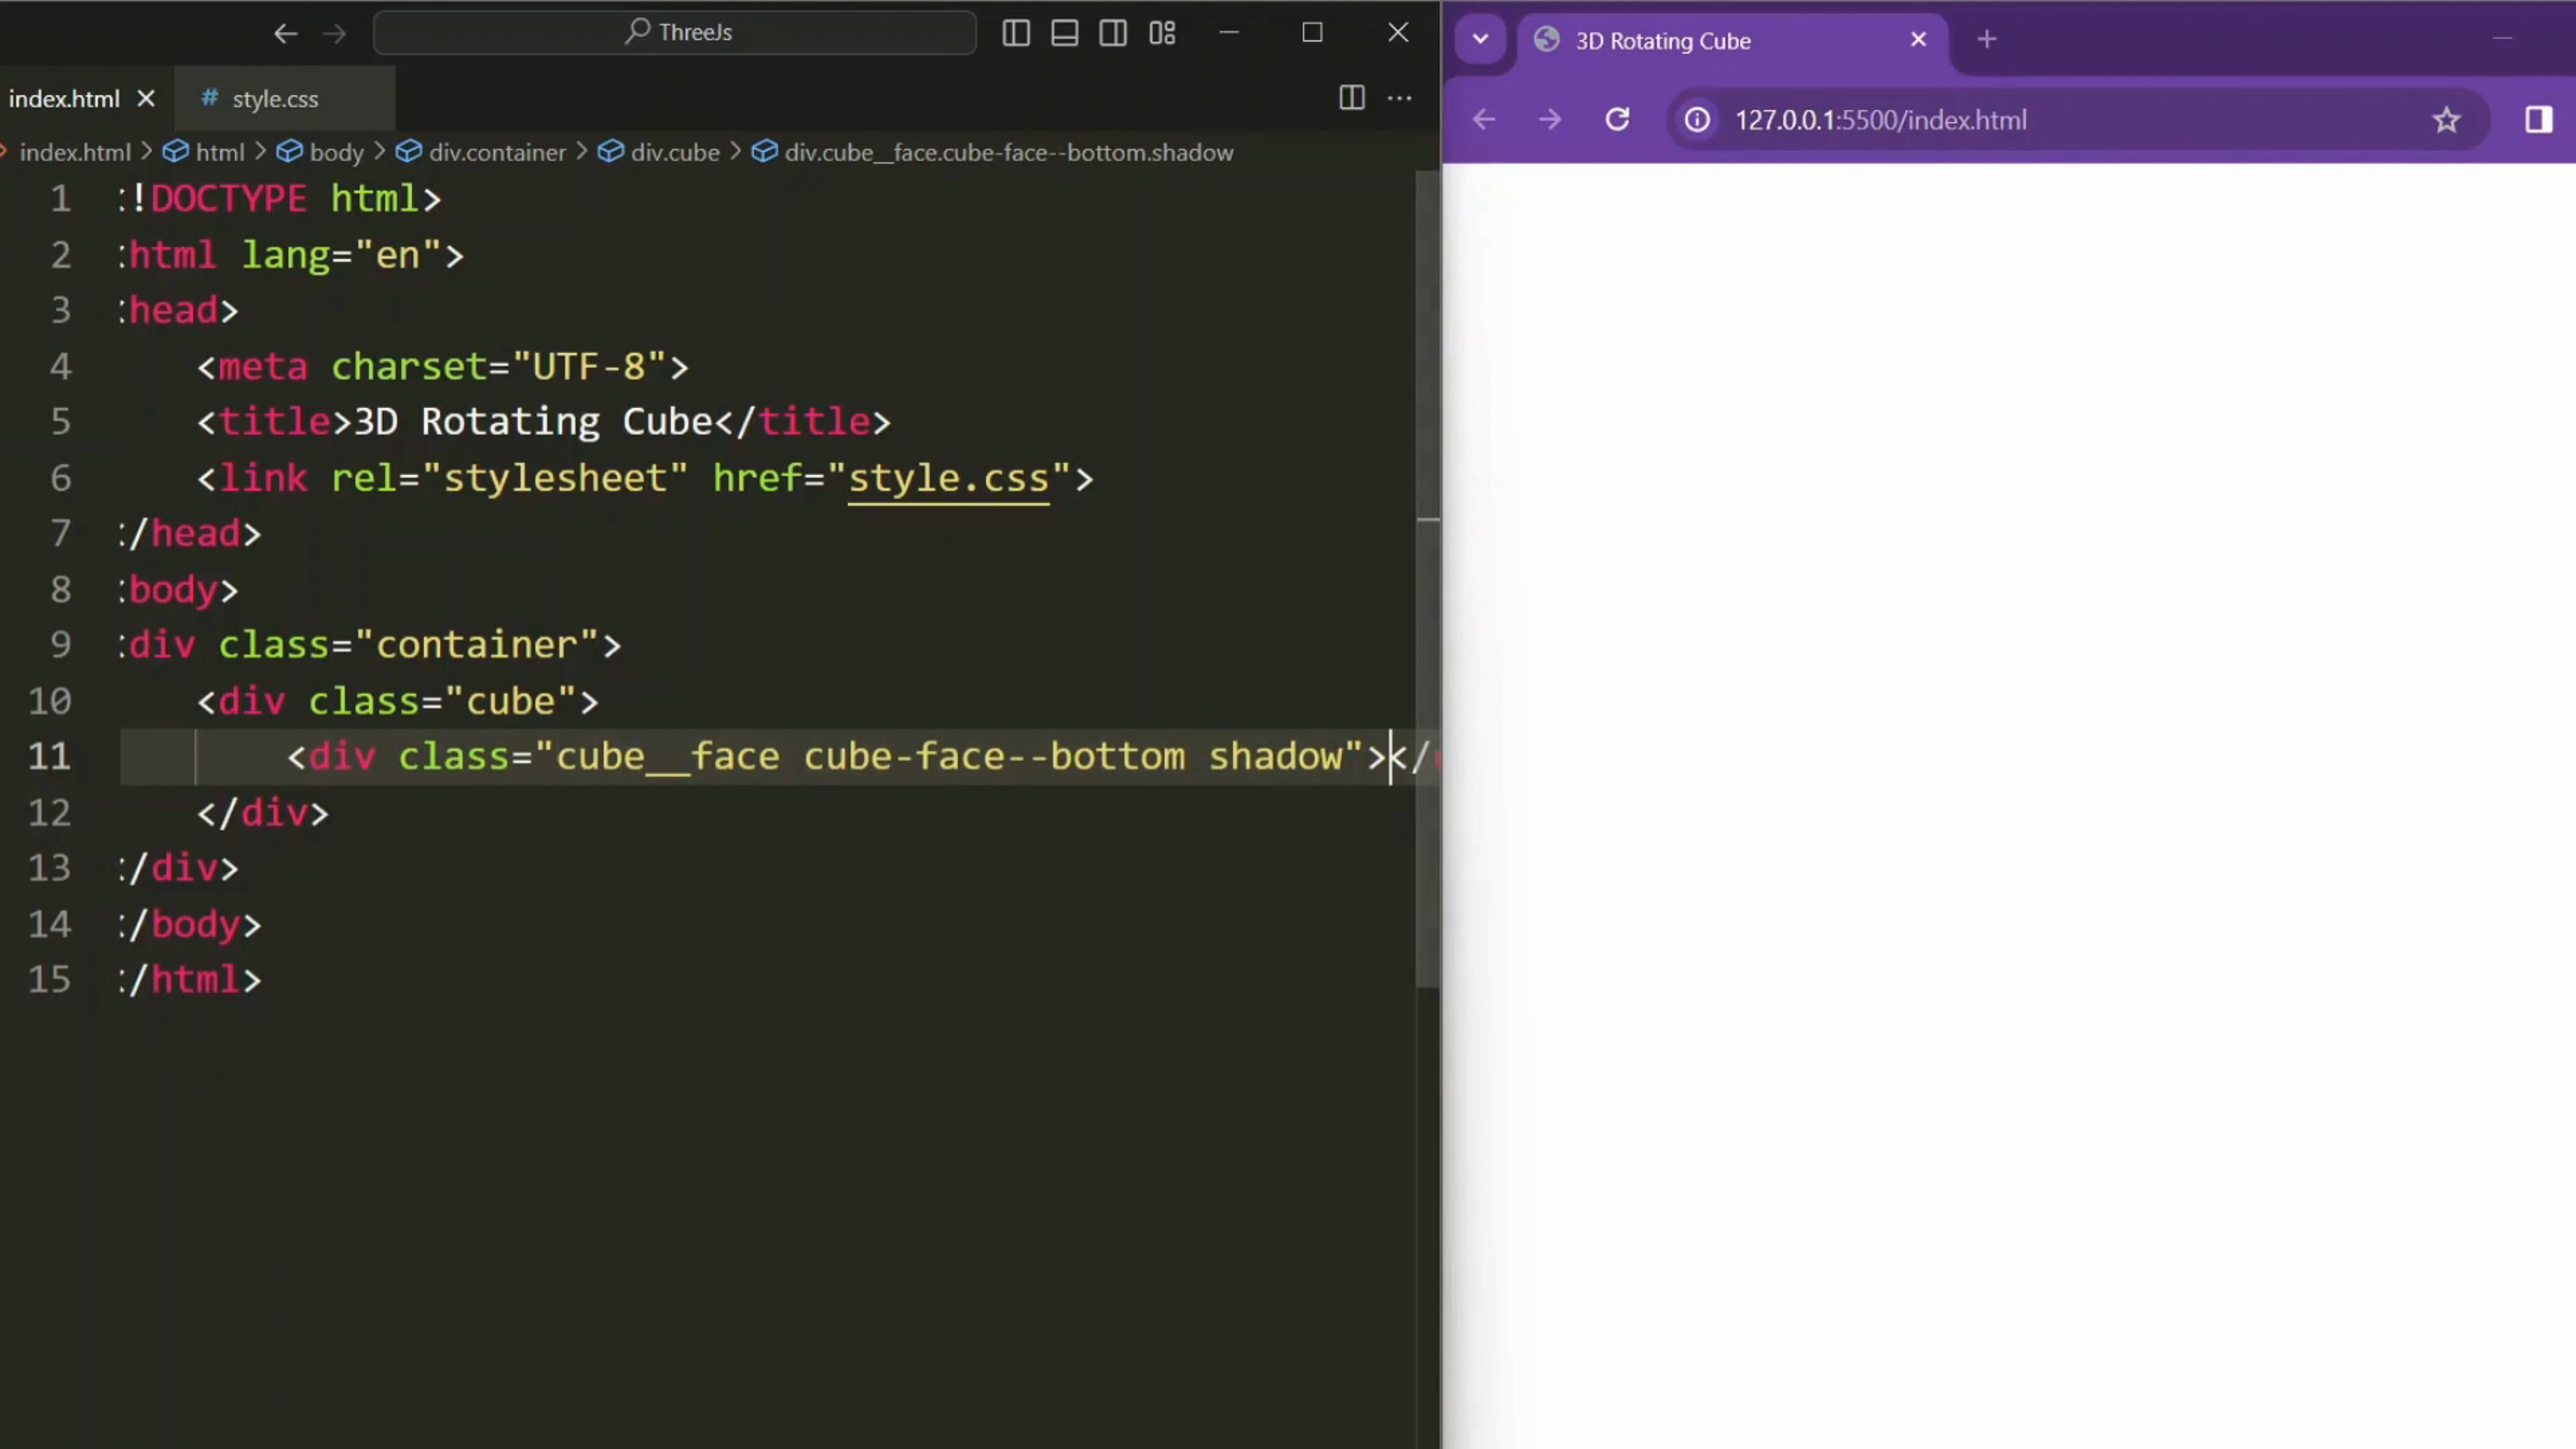 ThreeJs
index.html
# style.css
index.html > html > body > div.container > div.cube > div.cube__face.cube-face--bottom.shadow
1 !DOCTYPE html>
2 html lang="en">
3 head>
4 <meta charset="UTF-8">
5 <title>3D Rotating Cube</title>
6 <link rel="stylesheet" href="style.css">
7 /head>
8 body>
9 div class="container">
10 <div class="cube">
11 <div class="cube__face cube-face--bottom shadow"></
12 </div>
13 /div>
14 /body>
15 /html>
3D Rotating Cube
127.0.0.1:5500/index.html